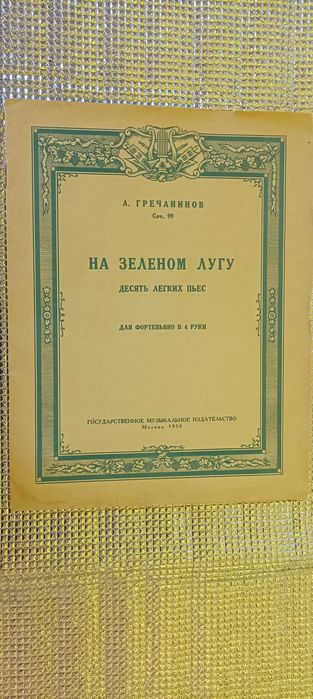 А. ГРЕЧАНИНОВ
Соч. 99
НА ЗЕЛЕНОМ ЛУГУ
ДЕСЯТЬ ЛЕГКИХ ПЬЕС
ДЛЯ ФОРТЕПЬЯНО В 4 РУКИ
ГОСУДАРСТВЕННОЕ МУЗЫКАЛЬНОЕ ИЗДАТЕЛЬСТВО
Москва 1959